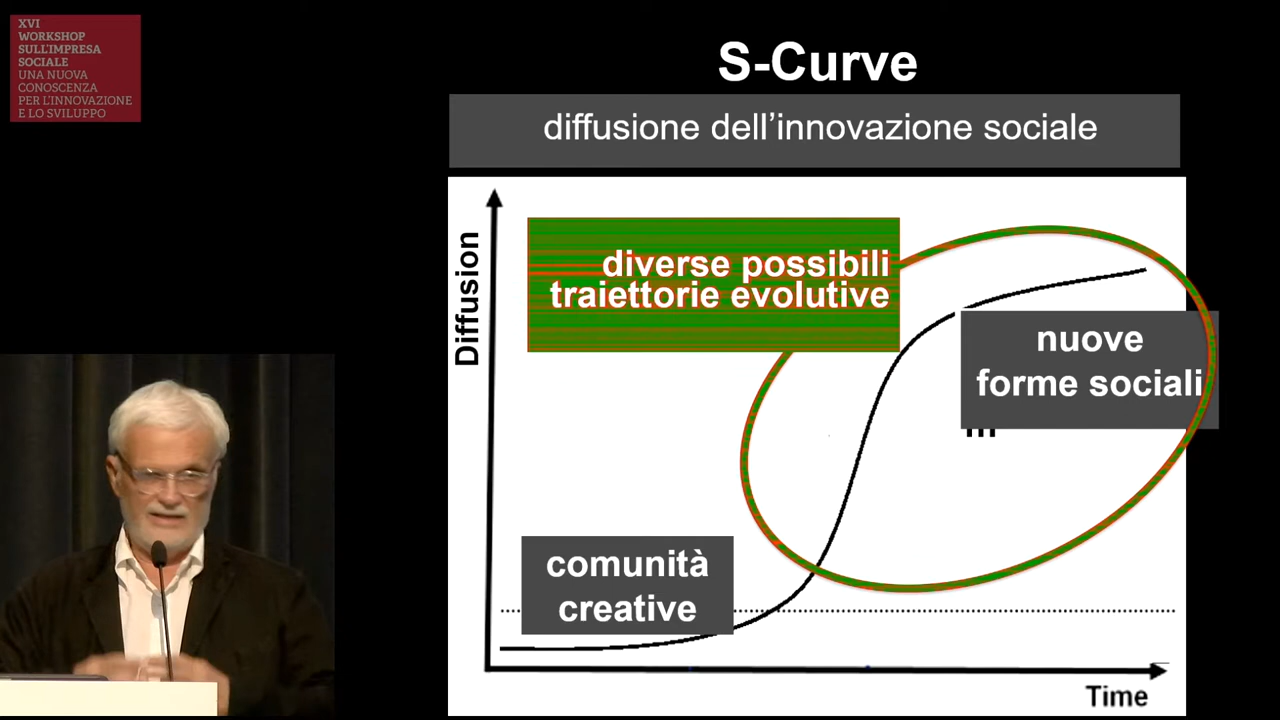 XVI
WORKSHOP
SULL'IMPRESA
SOCIALE
UNA NUOVA
CONOSCENZA
PER L'INNOVAZIONE
E LO SVILUPPO
S-Curve
diffusione dell'innovazione sociale
Diffusion
diverse possibili
traiettorie evolutive
nuove
forme sociali
comunità
creative
Time